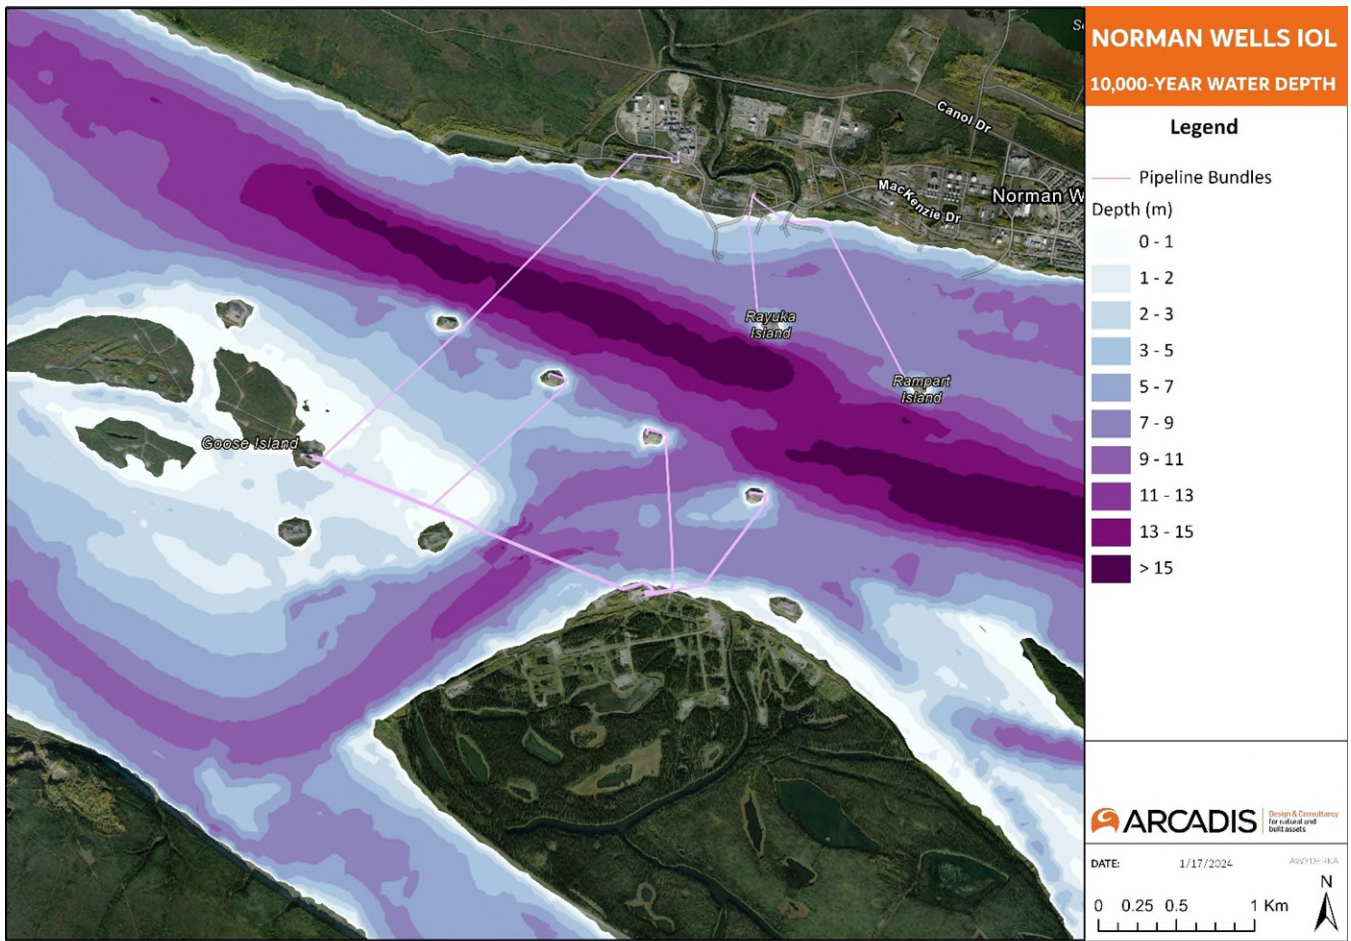 NORMAN WELLS IOL
10,000-YEAR WATER DEPTH
Legend
Pipeline Bundles
Depth (m)
0 - 1
1 - 2
2 - 3
3 - 5
5 - 7
7 - 9
9 - 11
11 - 13
13 - 15
> 15
Canol Dr
MacKenzie Dr
Norman W
Rayuka
Island
Rampart
Island
Goose Island
ARCADIS
Design & Consultancy
for natural and
built assets
DATE: 1/17/2024 AWYDERKA
N
0 0.25 0.5 1 Km